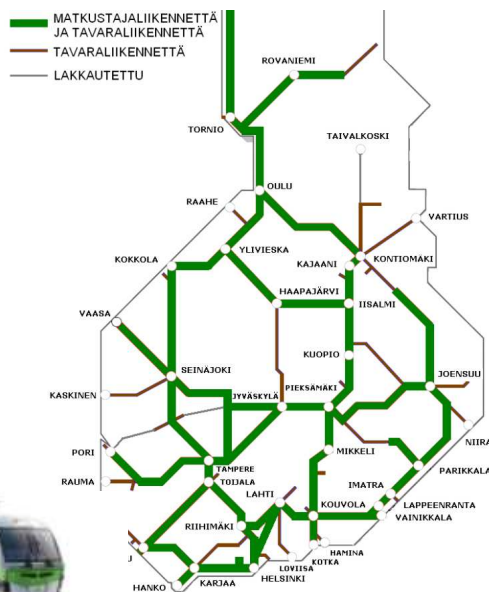 MATKUSTAJALIIKENNETTÄ
JA TAVARALIIKENNETTÄ
TAVARALIIKENNETTÄ
LAKKAUTETTU
ROVANIEMI
TORNIO
TAIVALKOSKI
OULU
RAAHE
VARTIUS
YLIVIESKA
KONTIOMÄKI
KOKKOLA
KAJAANI
HAAPAJÄRVI
IISALMI
VAASA
KUOPIO
SEINÄJOKI
JOENSUU
KASKINEN
JYVÄSKYLÄ
PIEKSÄMÄKI
NIIRA
PORI
MIKKELI
PARIKKALA
TAMPERE
RAUMA
TOIJALA
IMATRA
LAHTI
LAPPEENRANTA
KOUVOLA
VAINIKKALA
RIIHIMÄKI
U
HAMINA
LOVIISA
KOTKA
HANKO
KARJAA
HELSINKI